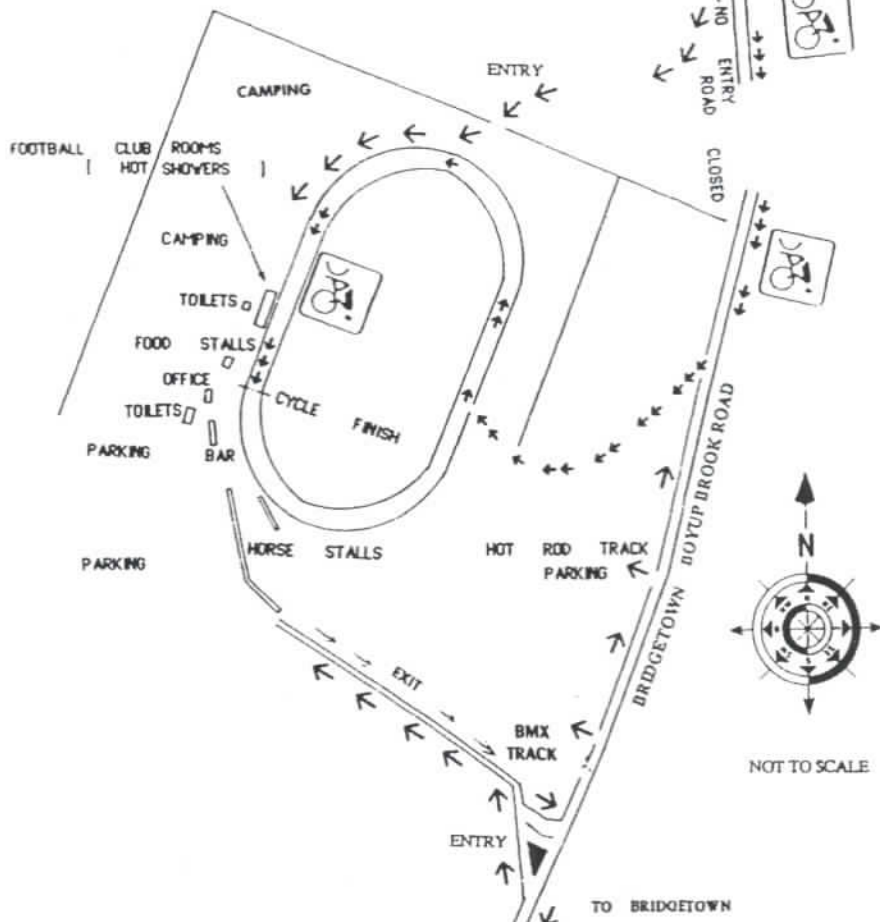 NO ENTRY
ROAD CLOSED
ENTRY
CAMPING
FOOTBALL CLUB ROOMS
[ HOT SHOWERS ]
CAMPING
TOILETS
FOOD STALLS
OFFICE
TOILETS
CYCLE FINISH
PARKING
BAR
HORSE STALLS
HOT ROD TRACK
PARKING
PARKING
BRIDGETOWN BOYUP BROOK ROAD
N
EXIT
BMX
TRACK
NOT TO SCALE
ENTRY
TO BRIDGETOWN